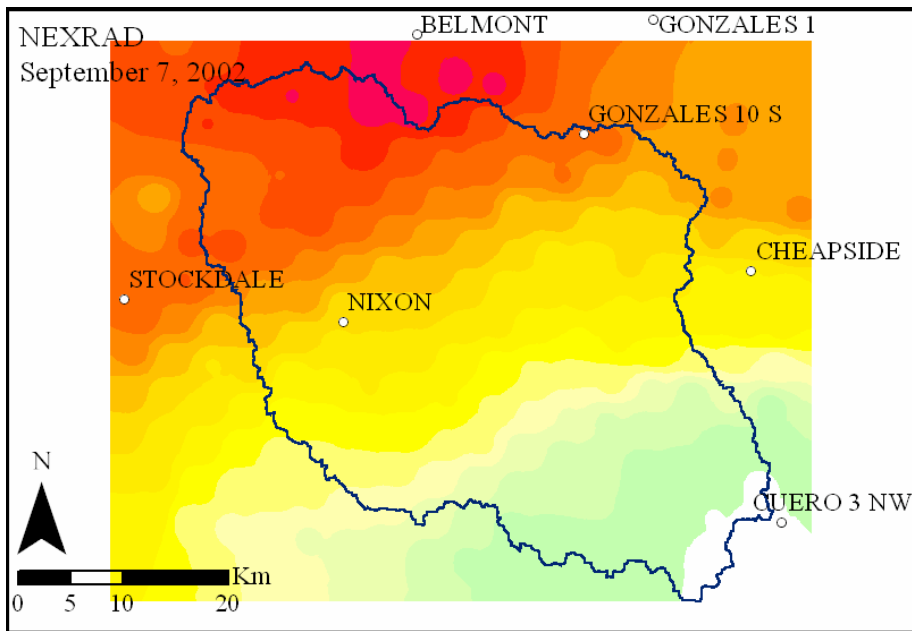 BELMONT
GONZALES 1
NEXRAD
September 7, 2002
GONZALES 10 S
CHEAPSIDE
STOCKDALE
NIXON
N
CUERO 3 NW
Km
0 5 10 20